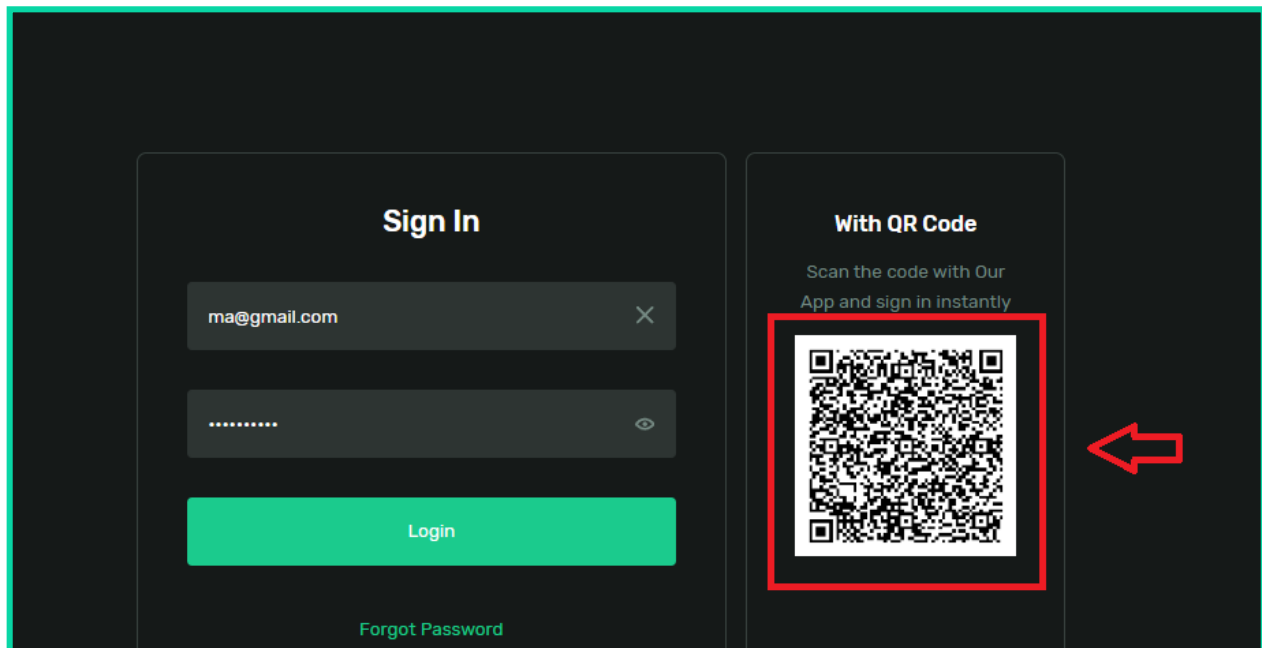 Sign In
ma@gmail.com
••••••••••
Login
Forgot Password
With QR Code
Scan the code with Our
App and sign in instantly